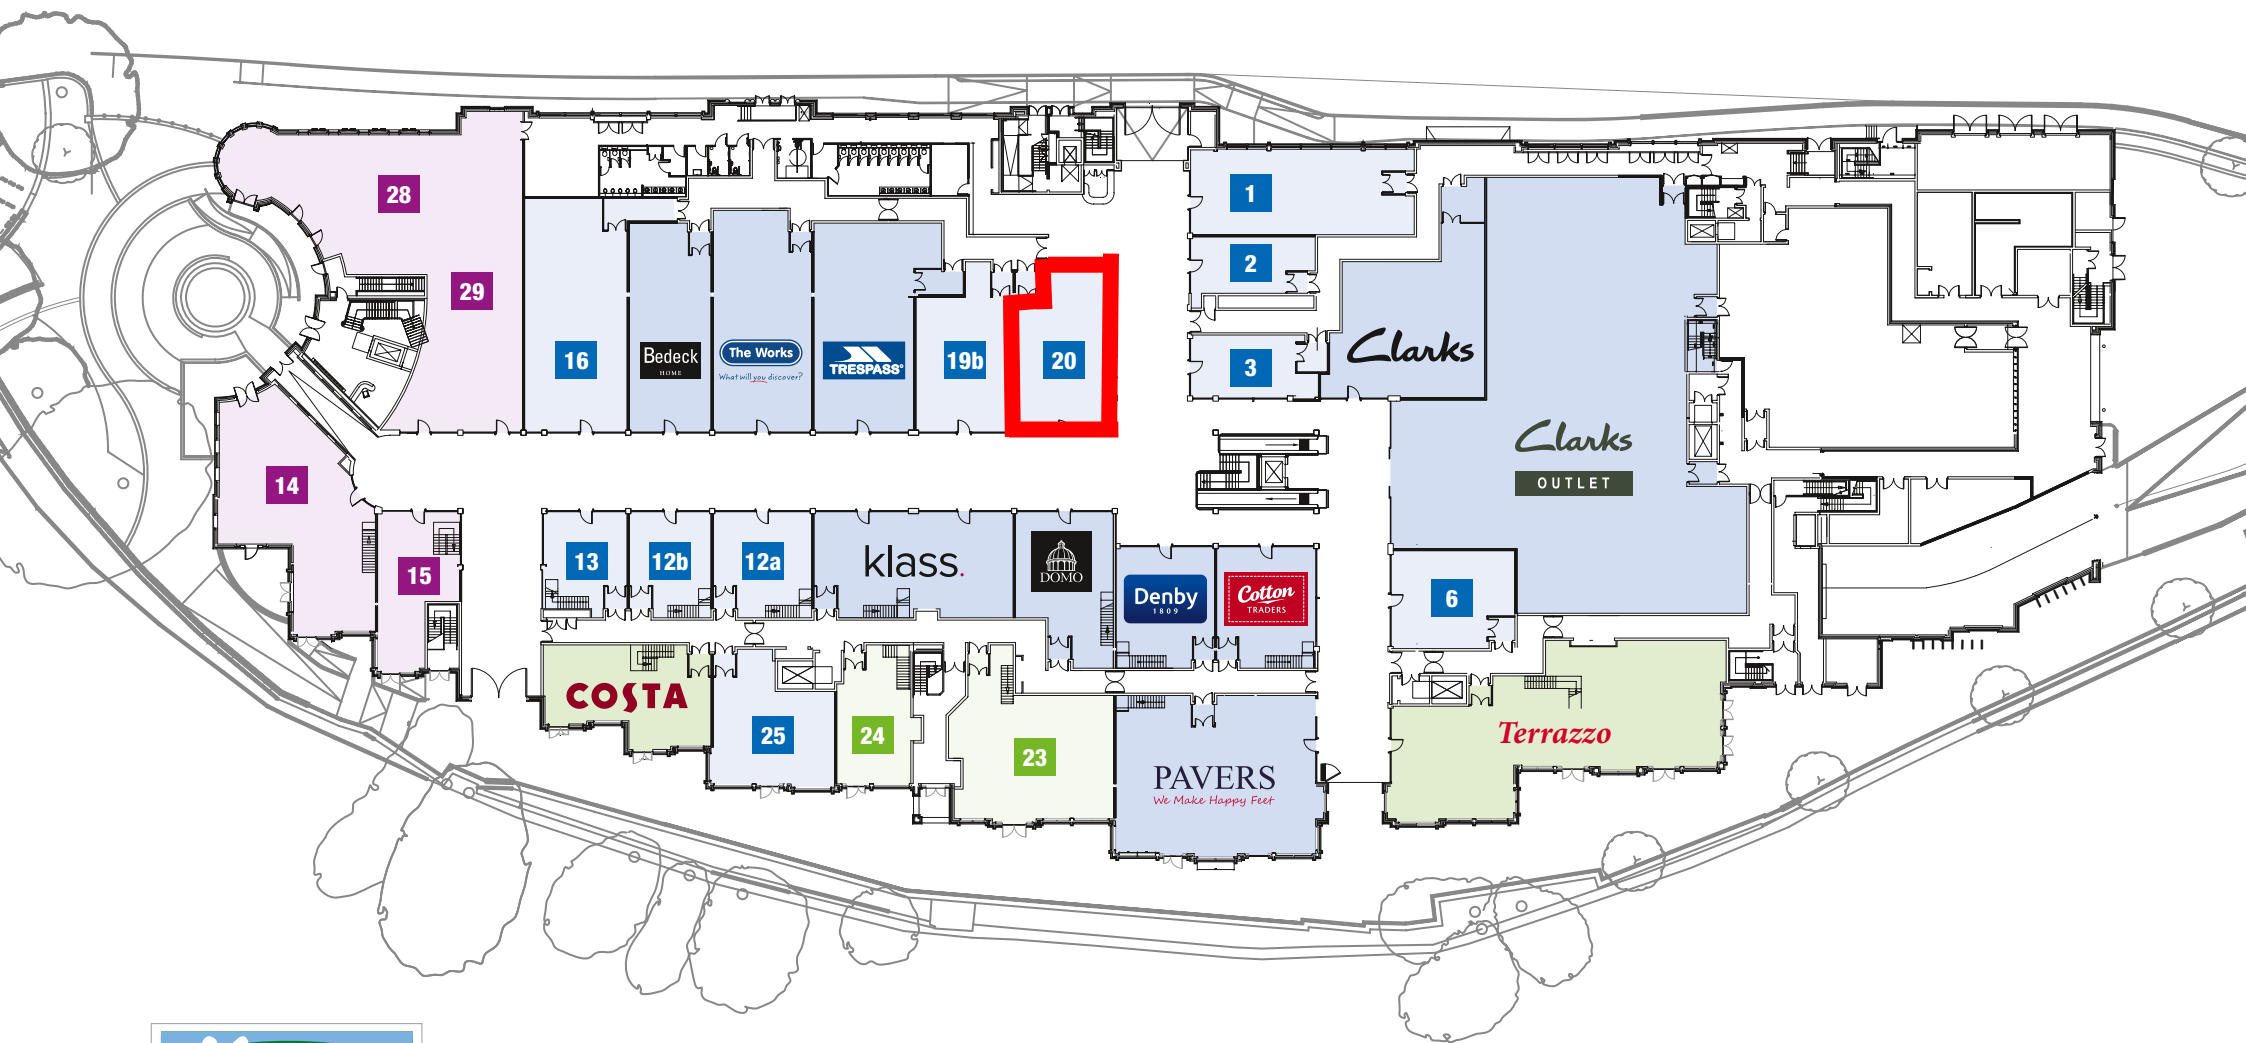 28
1
2
29
16
Bedeck
HOME
The Works
What will you discover?
TRESPASS®
19b
20
3
Clarks
Clarks
OUTLET
14
13
12b
12a
klass.
DOMO
Denby
1809
Cotton
TRADERS
15
6
COSTA
25
24
23
PAVERS
We Make Happy Feet
Terrazzo